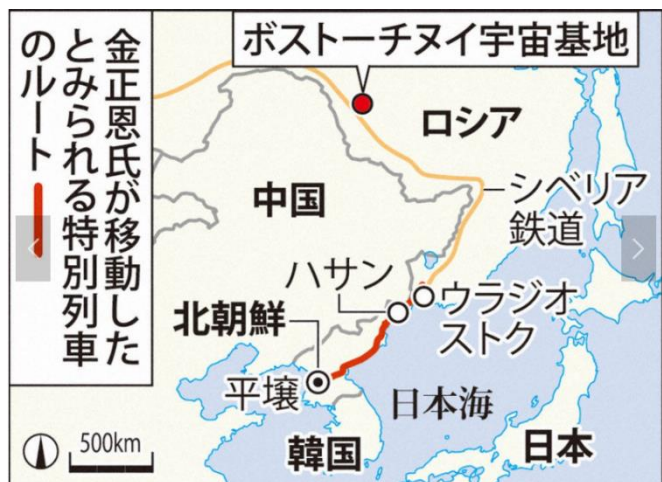 金正恩氏が移動した
とみられる特別列車
のルート
ボストーチヌイ宇宙基地
ロシア
シベリア
鉄道
中国
ハサン
ウラジオ
ストク
北朝鮮
平壌
日本海
韓国
日本
500km